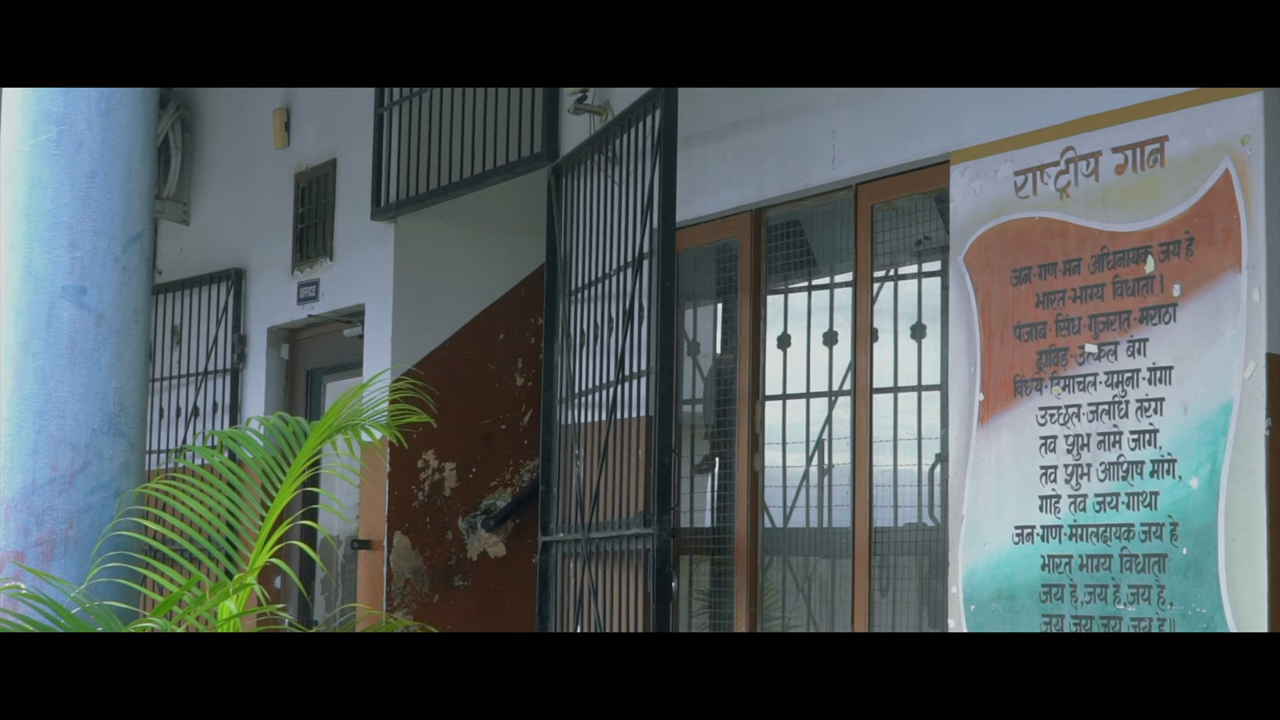 OFFICE
राष्ट्रीय गान
जन-गण-मन अधिनायक जय हे
भारत-भाग्य विधाता।
पंजाब-सिंध-गुजरात-मराठा
द्राविड़-उत्कल बंग
विंध्य-हिमाचल-यमुना-गंगा
उच्छल-जलधि तरंग
तव शुभ नामे जागे,
तव शुभ आशिष मांगे,
गाहे तव जय-गाथा
जन-गण-मंगलदायक जय हे
भारत भाग्य विधाता
जय हे, जय हे, जय हे,
जय जय जय जय हे॥